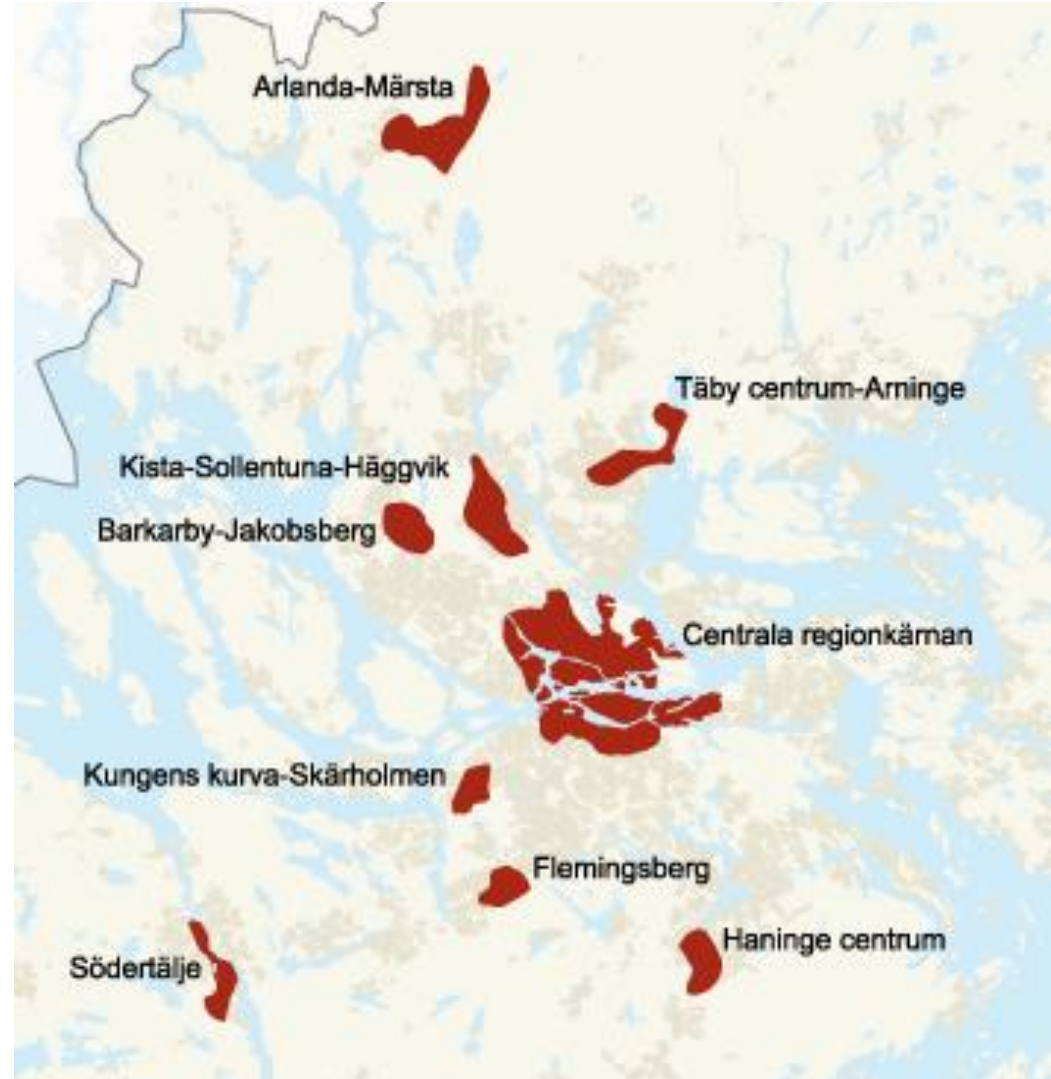 Arlanda-Märsta
Täby centrum-Arninge
Kista-Sollentuna-Häggvik
Barkarby-Jakobsberg
Centrala regionkärnan
Kungens kurva-Skärholmen
Flemingsberg
Haninge centrum
Södertälje